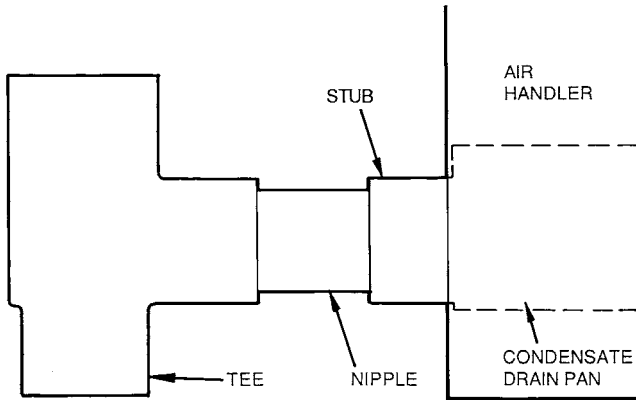 AIR
HANDLER
STUB
TEE
NIPPLE
CONDENSATE
DRAIN PAN